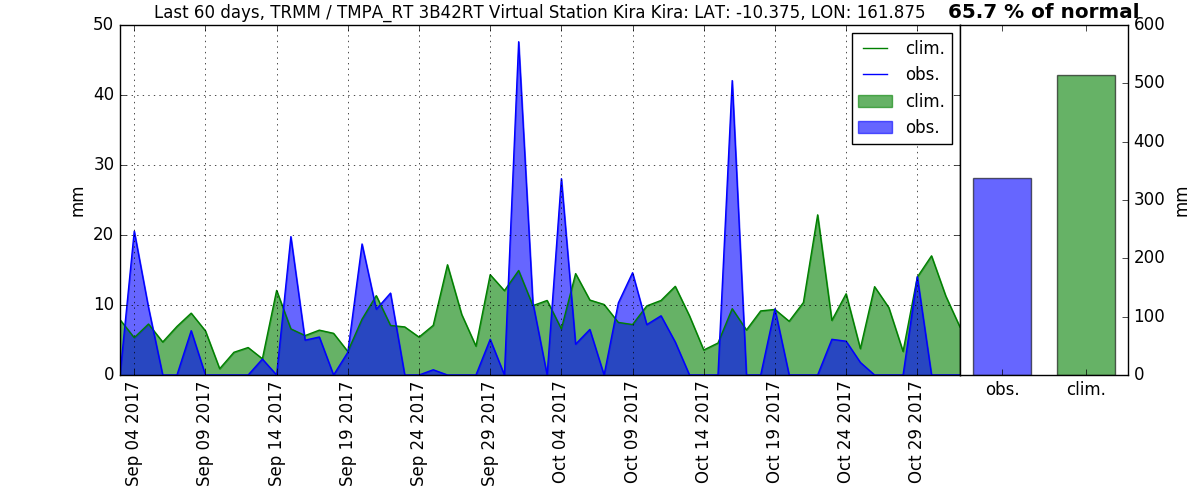 Last 60 days, TRMM / TMPA_RT 3B42RT Virtual Station Kira Kira: LAT: -10.375, LON: 161.875
65.7 % of normal
50
40
30
20
10
0
mm
clim.
obs.
clim.
obs.
600
500
400
300
200
100
0
mm
Sep 04 2017
Sep 09 2017
Sep 14 2017
Sep 19 2017
Sep 24 2017
Sep 29 2017
Oct 04 2017
Oct 09 2017
Oct 14 2017
Oct 19 2017
Oct 24 2017
Oct 29 2017
obs.
clim.